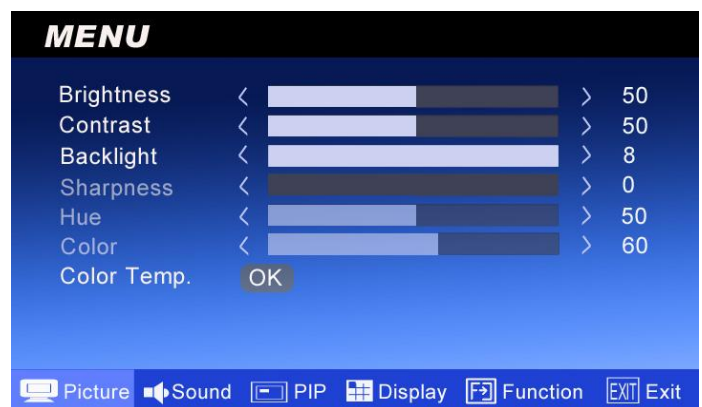 MENU
Brightness < > 50
Contrast < > 50
Backlight < > 8
Sharpness < > 0
Hue < > 50
Color < > 60
Color Temp. OK
Picture Sound PIP Display F Function EXIT Exit